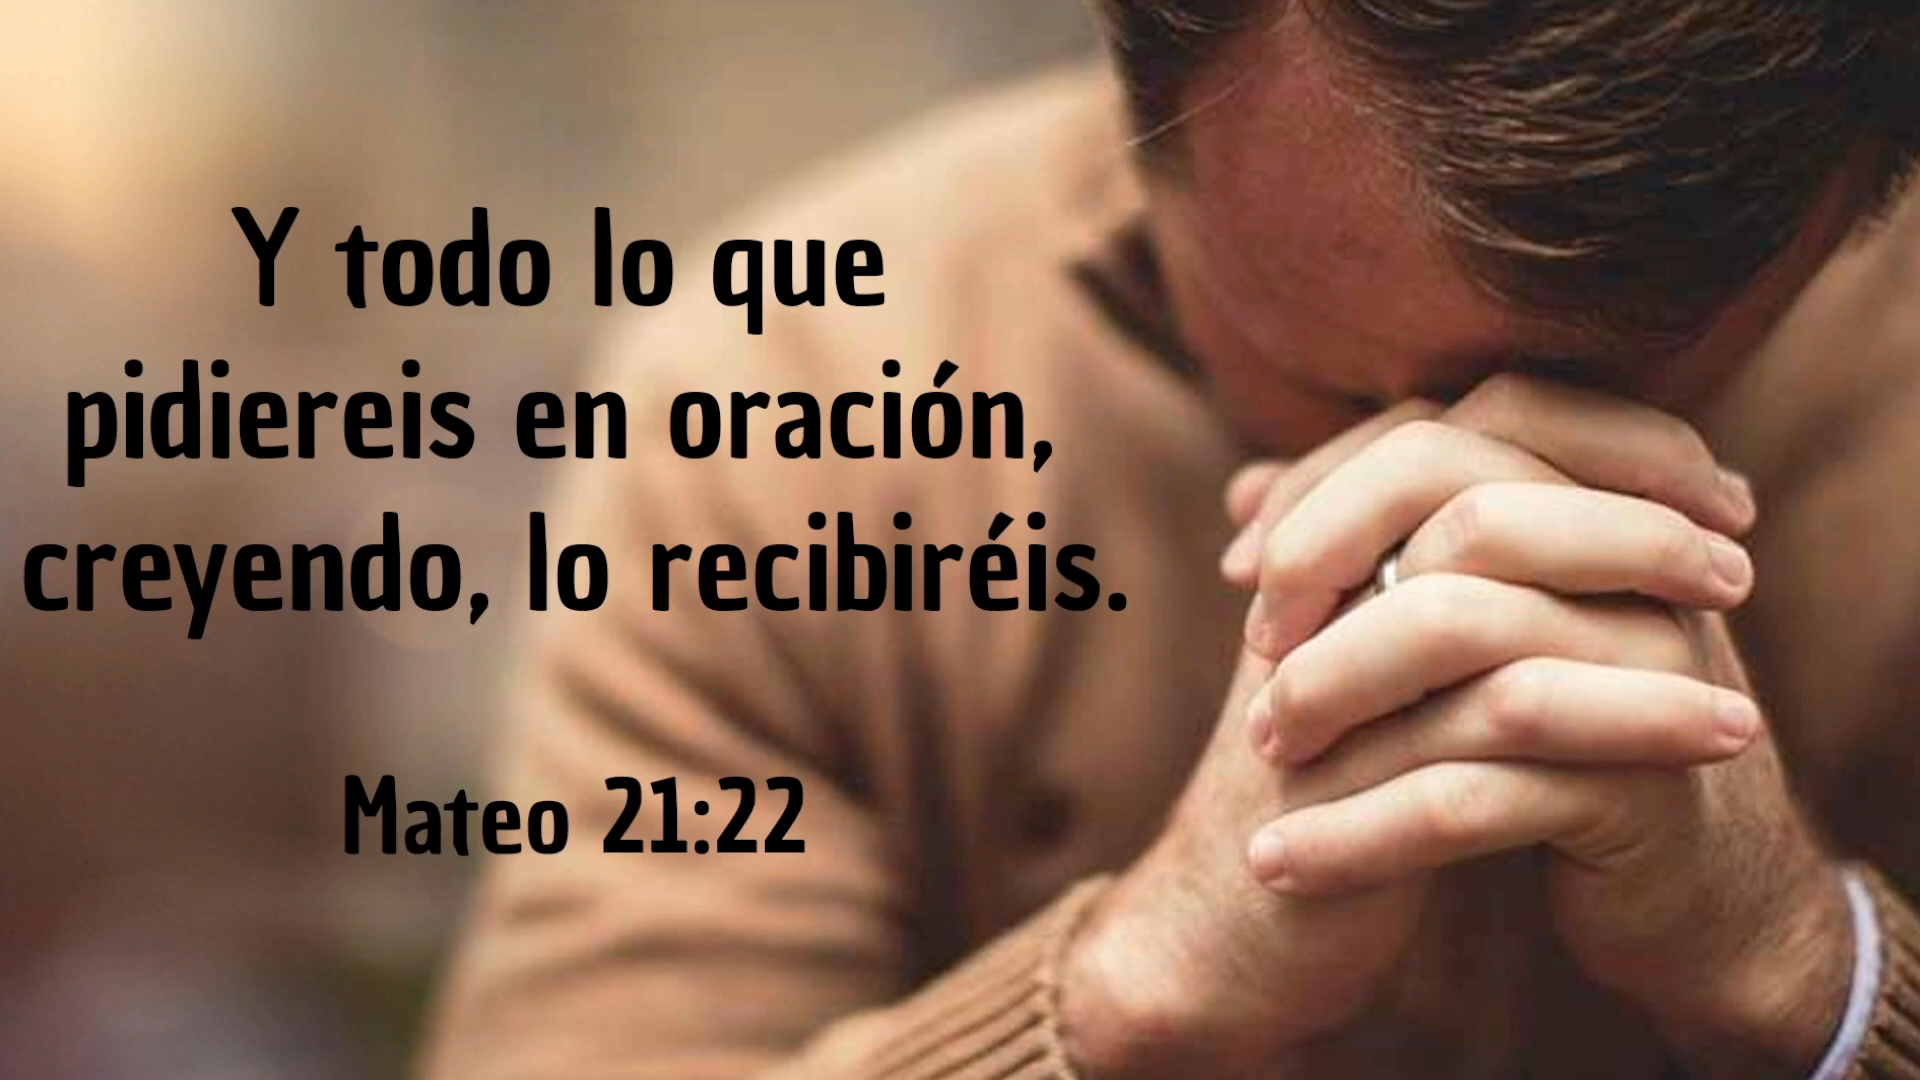 Y todo lo que
pidiereis en oración,
creyendo, lo recibiréis.
Mateo 21:22